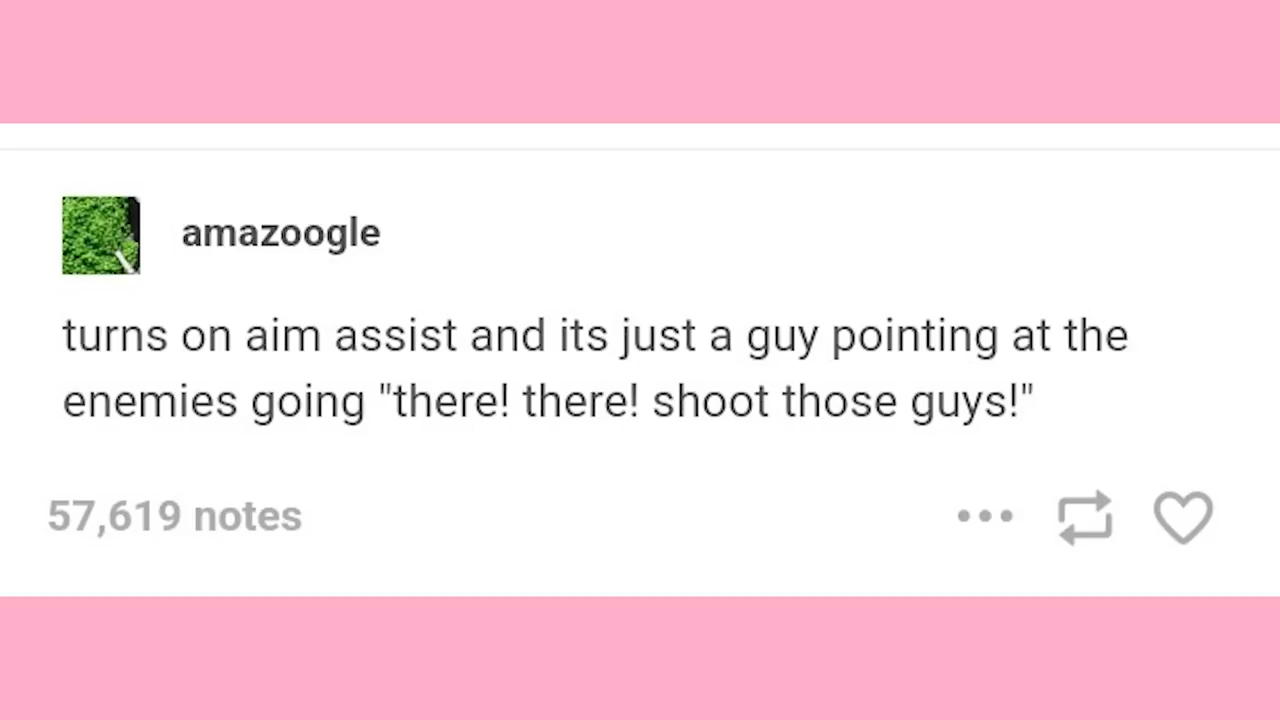 amazoogle
turns on aim assist and its just a guy pointing at the
enemies going "there! there! shoot those guys!"
57,619 notes